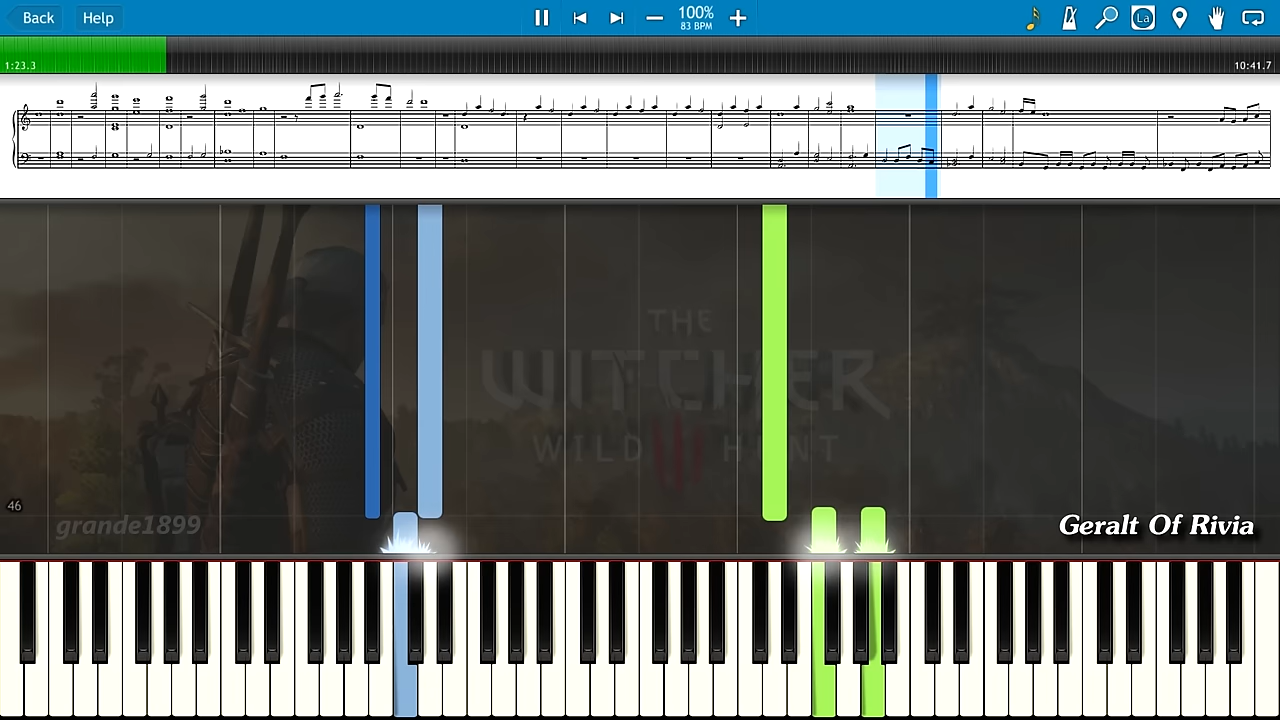 Back
Help
100%
83 BPM
La
1:23.3
10:41.7
THE
WITCHER
WILD HUNT
46
grande1899
Geralt Of Rivia